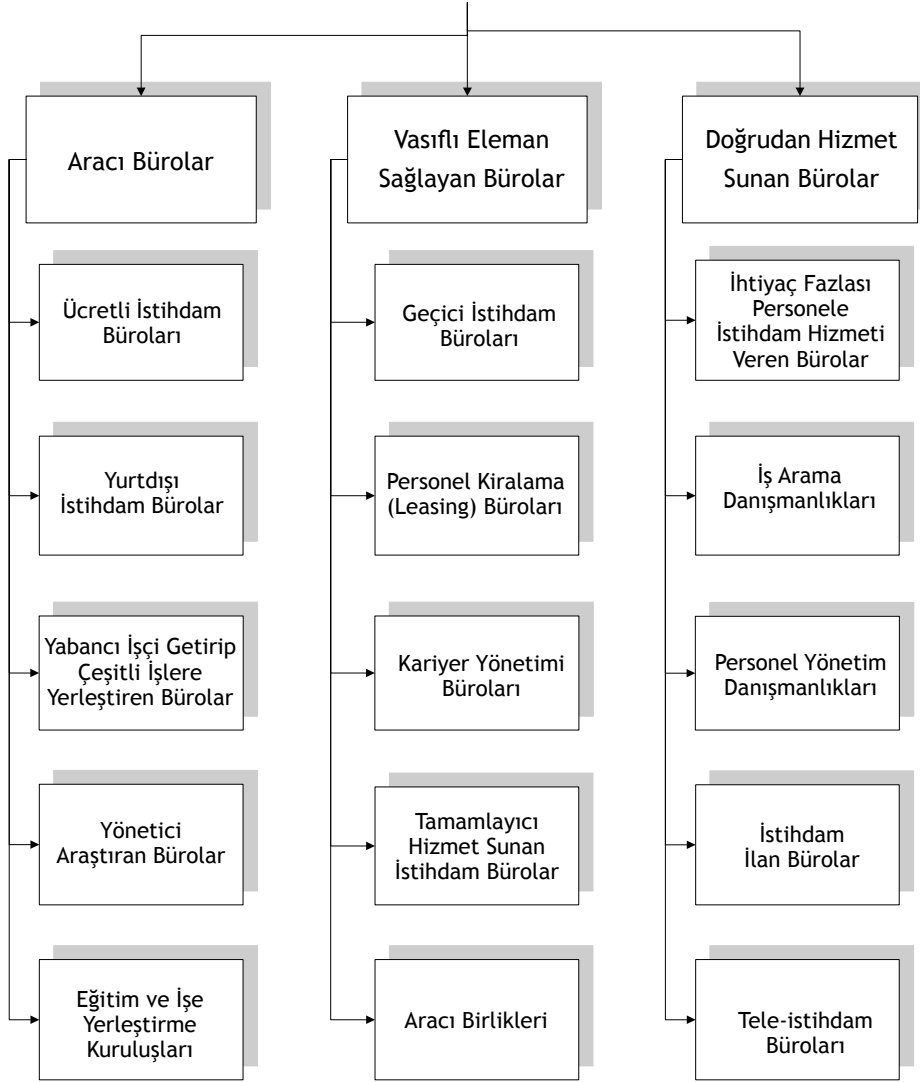 Aracı Bürolar
Vasıflı Eleman
Sağlayan Bürolar
Doğrudan Hizmet
Sunan Bürolar
Ücretli İstihdam
Büroları
Geçici İstihdam
Büroları
İhtiyaç Fazlası
Personele
İstihdam Hizmeti
Veren Bürolar
Yurtdışı
İstihdam Bürolar
Personel Kiralama
(Leasing) Büroları
İş Arama
Danışmanlıkları
Yabancı İşçi Getirip
Çeşitli İşlere
Yerleştiren Bürolar
Kariyer Yönetimi
Büroları
Personel Yönetim
Danışmanlıkları
Yönetici
Araştıran Bürolar
Tamamlayıcı
Hizmet Sunan
İstihdam Bürolar
İstihdam
İlan Bürolar
Eğitim ve İşe
Yerleştirme
Kuruluşları
Aracı Birlikleri
Tele-istihdam
Büroları